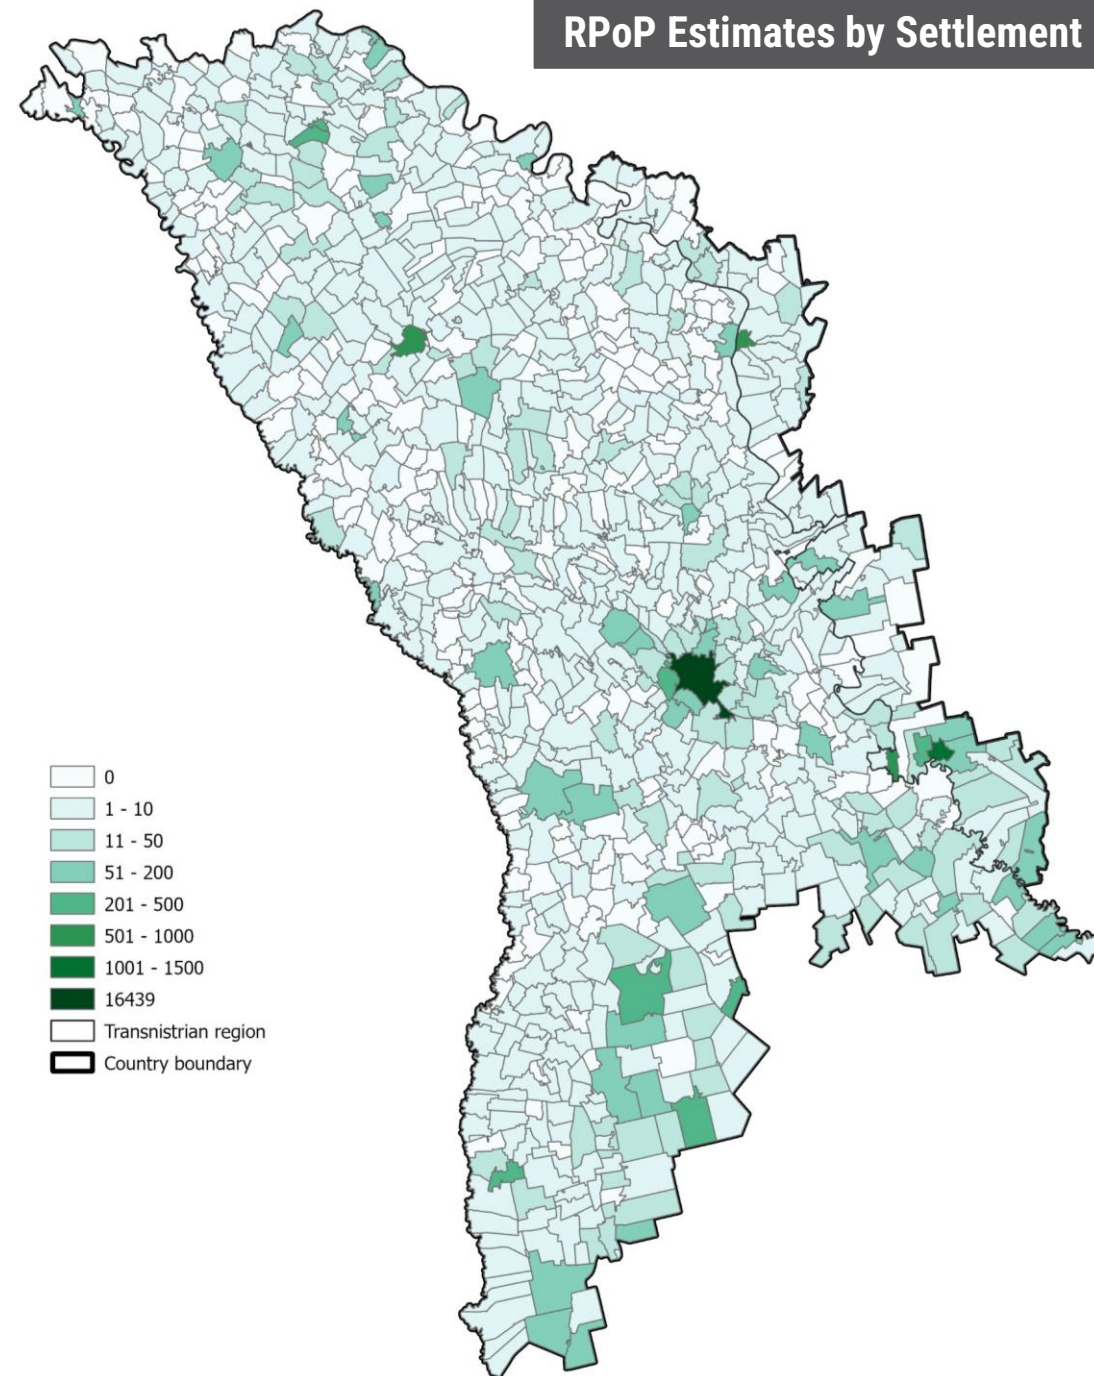 RPoP Estimates by Settlement
0
1 - 10
11 - 50
51 - 200
201 - 500
501 - 1000
1001 - 1500
16439
Transnistrian region
Country boundary